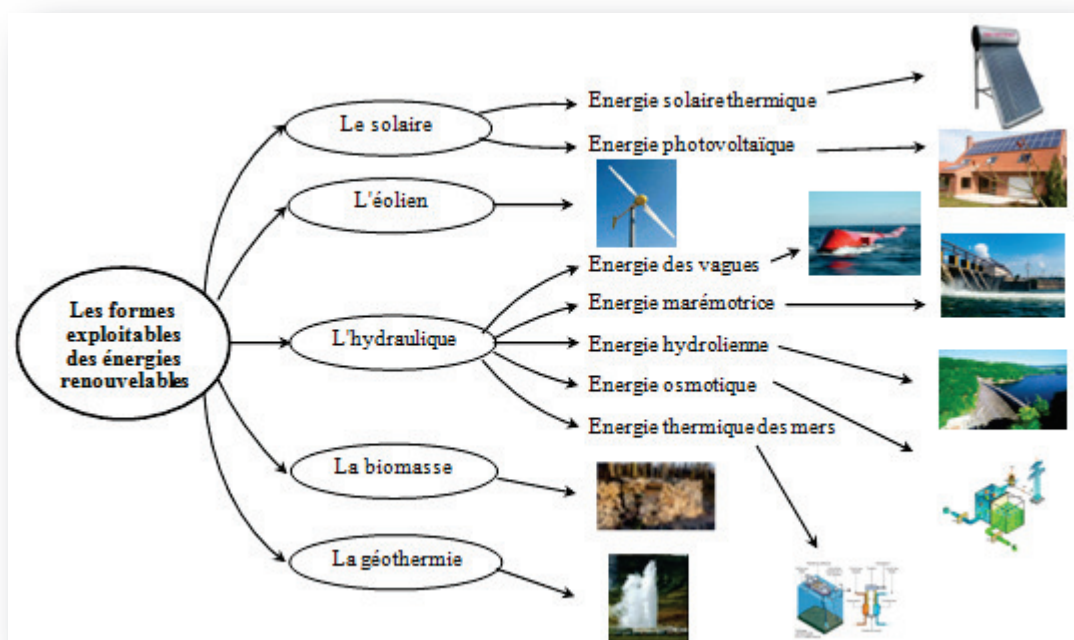 Les formes
exploitables
des énergies
renouvelables
Le solaire
Energie solaire thermique
Energie photovoltaïque
L'éolien
L'hydraulique
Energie des vagues
Energie marémotrice
Energie hydrolienne
Energie osmotique
Energie thermique des mers
La biomasse
La géothermie